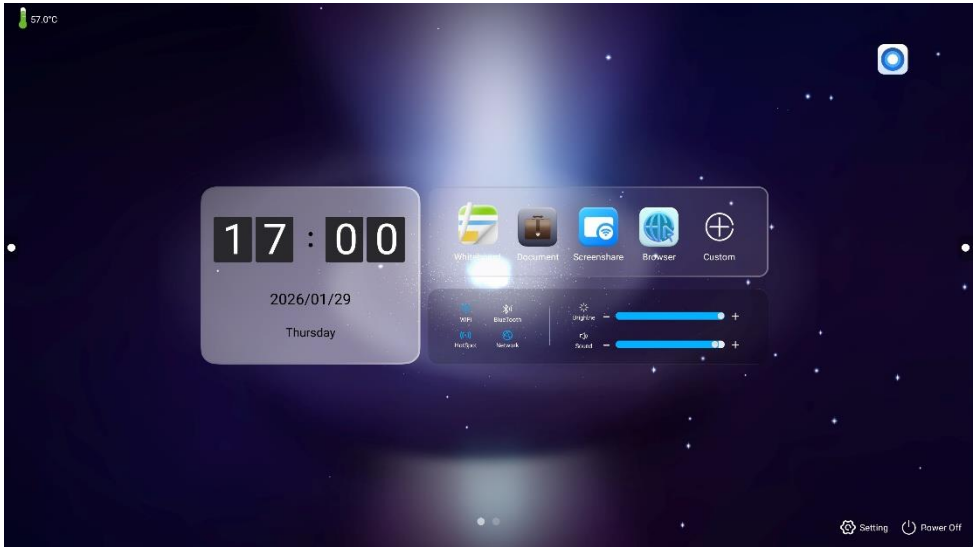 57.0°C
17:00
2026/01/29
Thursday
Whiteboard Document Screenshare Browser Custom
WiFi BlueTooth
HotSpot Network
Brightne
Sound
Setting Power Off